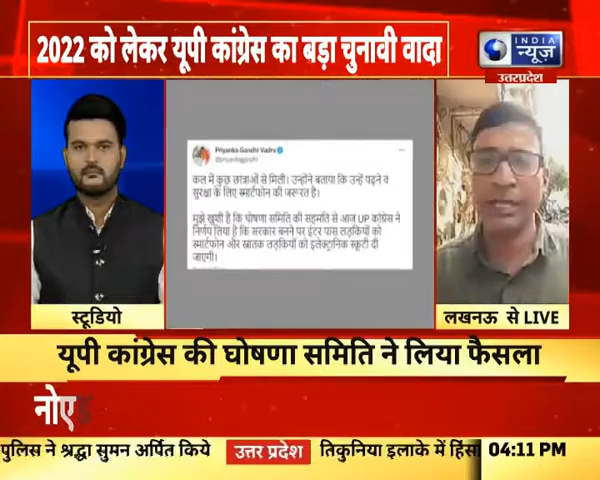 2022 को लेकर यूपी कांग्रेस का बड़ा चुनावी वादा
INDIA
न्यूज़
उत्तरप्रदेश
Priyanka Gandhi Vadra
@priyankagandhi
कल मैं कुछ छात्राओं से मिली। उन्होंने बताया कि उन्हें पढ़ने व
सुरक्षा के लिए स्मार्टफोन की जरूरत है।
मुझे खुशी है कि घोषणा समिति की सहमति से आज UP कांग्रेस ने
निर्णय लिया है कि सरकार बनने पर इंटर पास लड़कियों को
स्मार्टफोन और स्नातक लड़कियों को इलेक्ट्रानिक स्कूटी दी
जाएगी।
स्टूडियो
लखनऊ से LIVE
यूपी कांग्रेस की घोषणा समिति ने लिया फैसला
नोए
पुलिस ने श्रद्धा सुमन अर्पित किये
उत्तर प्रदेश
तिकुनिया इलाके में हिंसा
04:11 PM